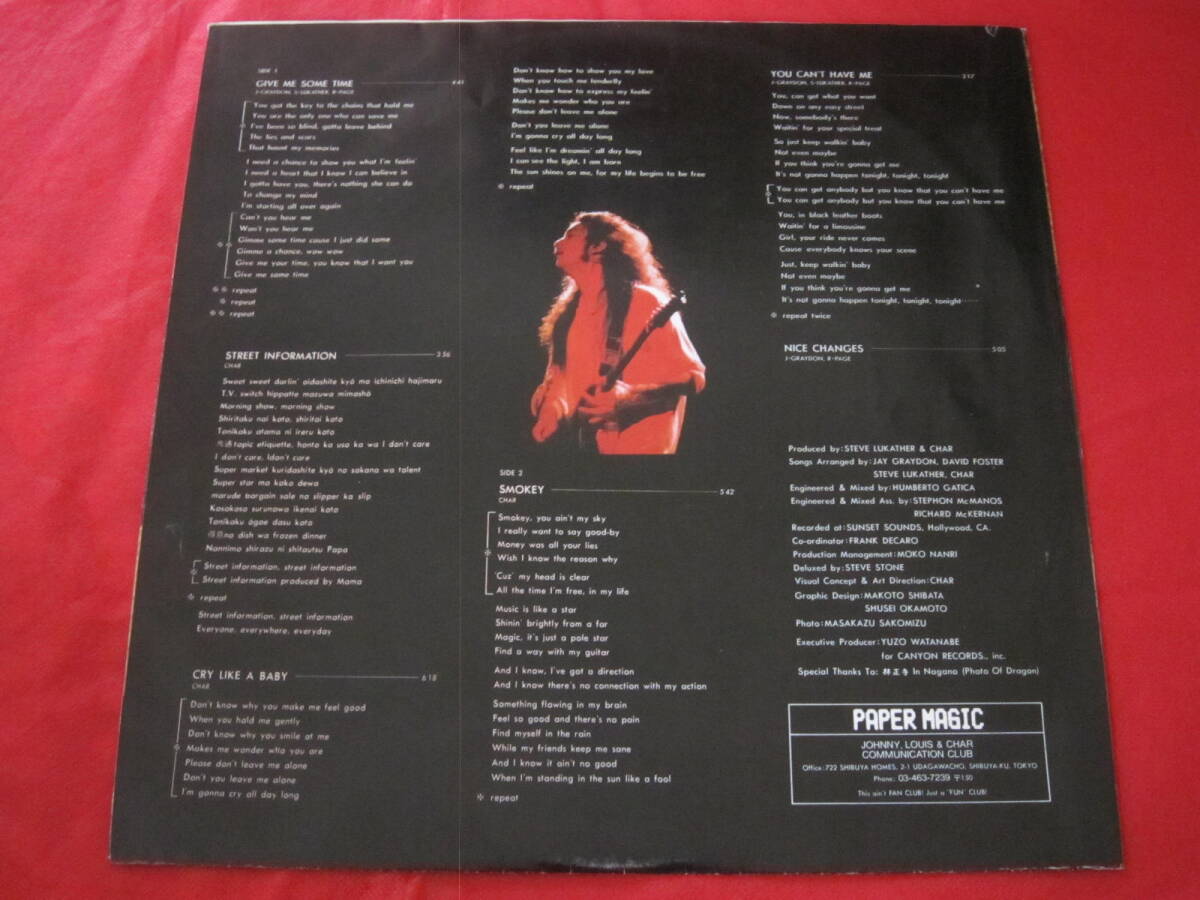 SIDE 1
GIVE ME SOME TIME 4:41
J·GRAYDON, S·LUKATHER, R·PAGE
You got the key to the chains that hold me
You are the only one who can save me
※ I've been so blind, gotta leave behind
The lies and scars
That haunt my memories
I need a chance to show you what I'm feelin'
I need a heart that I know I can believe in
I gotta have you, there's nothing she can do
To change my mind
I'm starting all over again
Can't you hear me
Won't you hear me
※※ Gimme some time cause I just did some
Gimme a chance, wow wow
Give me your time, you know that I want you
Give me some time
※※ repeat
※ repeat
※※ repeat
STREET INFORMATION 3:56
CHAR
Sweet sweet darlin' oidashite kyō mo ichinichi hajimaru
T.V. switch hippatte mazuwa mimashō
Morning show, morning show
Shiritaku nai koto, shiritai koto
Tonikaku atama ni ireru koto
topic etiquette, honto ka uso ka wa I don't care
I don't care, Idon't care
Super market kuridashite kyō no sakana wa talent
Super star mo koko dewa
marude bargain sale no slipper ka slip
Kosokoso surunowa ikenai koto
Tonikaku ōgoe dasu koto
no dish wa frozen dinner
Nannimo shirazu ni shitautsu Papa
※ Street information, street information
Street information produced by Mama
※ repeat
Street information, street information
Everyone, everywhere, everyday
CRY LIKE A BABY 6:18
CHAR
Don't know why you make me feel good
When you hold me gently
Don't know why you smile at me
※ Makes me wonder who you are
Please don't leave me alone
Don't you leave me alone
I'm gonna cry all day long
Don't know how to show you my love
When you touch me tenderlly
Don't know how to express my feelin'
Makes me wonder who you are
Please don't leave me alone
Don't you leave me alone
I'm gonna cry all day long
Feel like I'm dreamin' all day long
I can see the light, I am born
The sun shines on me, for my life begins to be free
※ repeat
SIDE 2
SMOKEY 5:42
CHAR
Smokey, you ain't my sky
I really want to say good-by
Money was all your lies
※ Wish I know the reason why
'Cuz' my head is clear
All the time I'm free, in my life
Music is like a star
Shinin' brightly from a far
Magic, it's just a pole star
Find a way with my guitar
And I know, I've got a direction
And I know there's no connection with my action
Something flowing in my brain
Feel so good and there's no pain
Find myself in the rain
While my friends keep me sane
And I know it ain't no good
When I'm standing in the sun like a fool
※ repeat
YOU CAN'T HAVE ME 3:17
J·GRAYDON, S·LUKATHER, R·PAGE
You, can got what you want
Down on any easy street
Now, somebody's there
Waitin' for your special treat
So just keep walkin' baby
Not even maybe
If you think you're gonna get me
It's not gonna happen tonight, tonight, tonight
※ You can get anybody but you know that you can't have me
You can get anybody but you know that you can't have me
You, in black leather boots
Waitin' for a limousine
Girl, your ride never comes
Cause everybody knows your scene
Just, keep walkin' baby
Not even maybe
If you think you're gonna get me
It's not gonna happen tonight, tonight, tonight······
※ repeat twice
NICE CHANGES 5:05
J·GRAYDON, R·PAGE
Produced by:STEVE LUKATHER & CHAR
Songs Arranged by:JAY GRAYDON, DAVID FOSTER
STEVE LUKATHER, CHAR
Engineered & Mixed by:HUMBERTO GATICA
Engineered & Mixed Ass. by:STEPHON McMANOS
RICHARD McKERNAN
Recorded at:SUNSET SOUNDS, Hollywood, CA.
Co-ordinator:FRANK DECARO
Production Management:MOKO NANRI
Deluxed by:STEVE STONE
Visual Concept & Art Direction:CHAR
Graphic Design:MAKOTO SHIBATA
SHUSEI OKAMOTO
Photo:MASAKAZU SAKOMIZU
Executive Producer:YUZO WATANABE
for CANYON RECORDS., inc.
Special Thanks To: 林正寺 In Nagano (Photo Of Dragon)
PAPER MAGIC
JOHNNY, LOUIS & CHAR
COMMUNICATION CLUB
Office:722 SHIBUYA HOMES, 2-1 UDAGAWACHO, SHIBUYA-KU, TOKYO
Phone: 03-463-7239 〒150
This ain't FAN CLUB! Just a "FUN" CLUB!